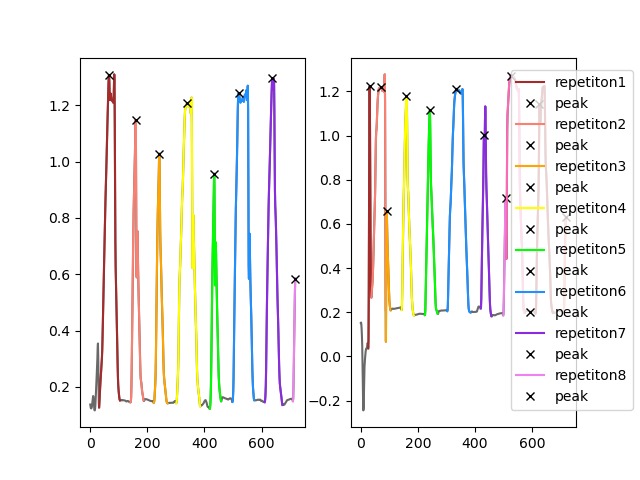 1.2
1.0
0.8
0.6
0.4
0.2
0
200
400
600
1.2
1.0
0.8
0.6
0.4
0.2
0.0
−0.2
0
200
400
600
repetiton1
peak
repetiton2
peak
repetiton3
peak
repetiton4
peak
repetiton5
peak
repetiton6
peak
repetiton7
peak
repetiton8
peak